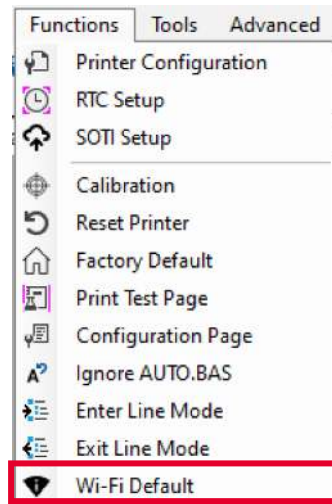 Functions Tools Advanced
Printer Configuration
RTC Setup
SOTI Setup
Calibration
Reset Printer
Factory Default
Print Test Page
Configuration Page
Ignore AUTO.BAS
Enter Line Mode
Exit Line Mode
Wi-Fi Default